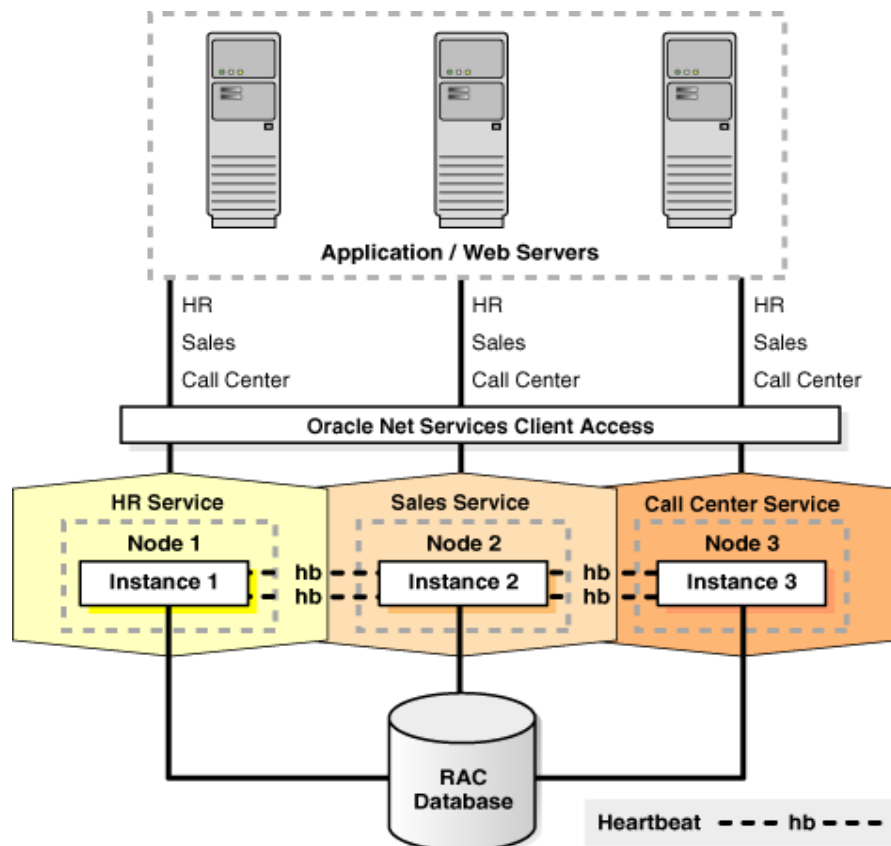 Application / Web Servers
HR
Sales
Call Center
HR
Sales
Call Center
HR
Sales
Call Center
Oracle Net Services Client Access
HR Service
Node 1
Instance 1
hb
hb
Sales Service
Node 2
Instance 2
hb
hb
Call Center Service
Node 3
Instance 3
RAC
Database
Heartbeat hb